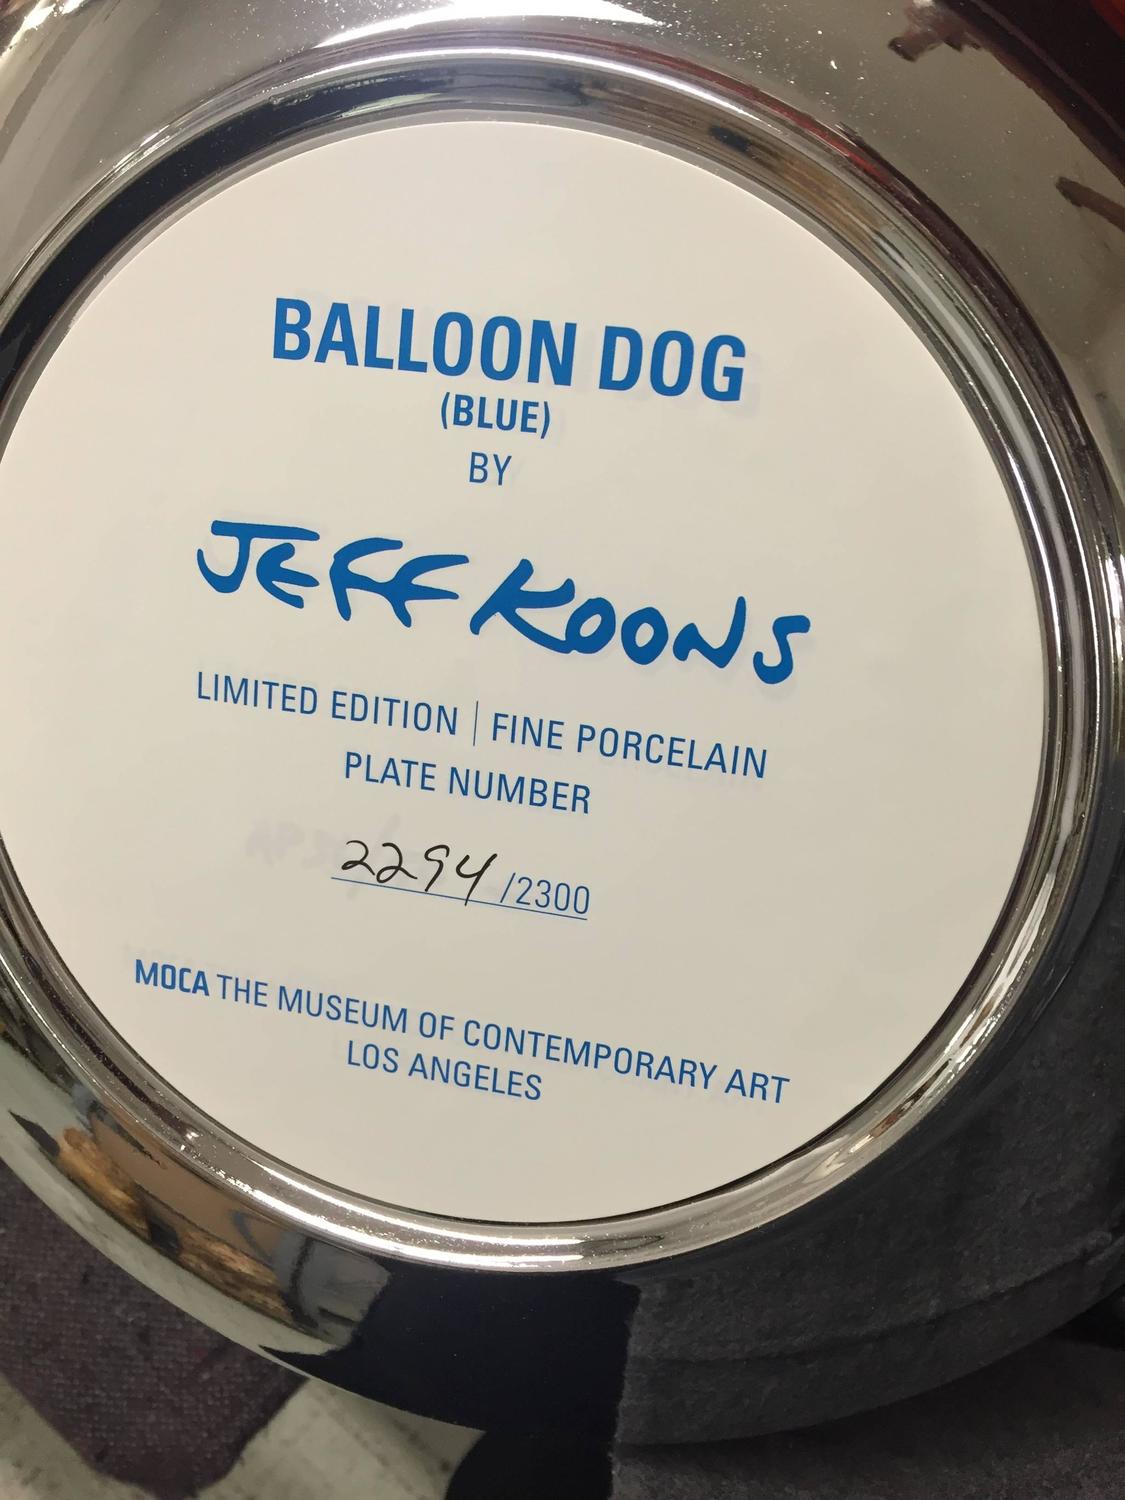 BALLOON DOG
(BLUE)
BY
JEFF KOONS
LIMITED EDITION | FINE PORCELAIN
PLATE NUMBER
2294 /2300
MOCA THE MUSEUM OF CONTEMPORARY ART
LOS ANGELES